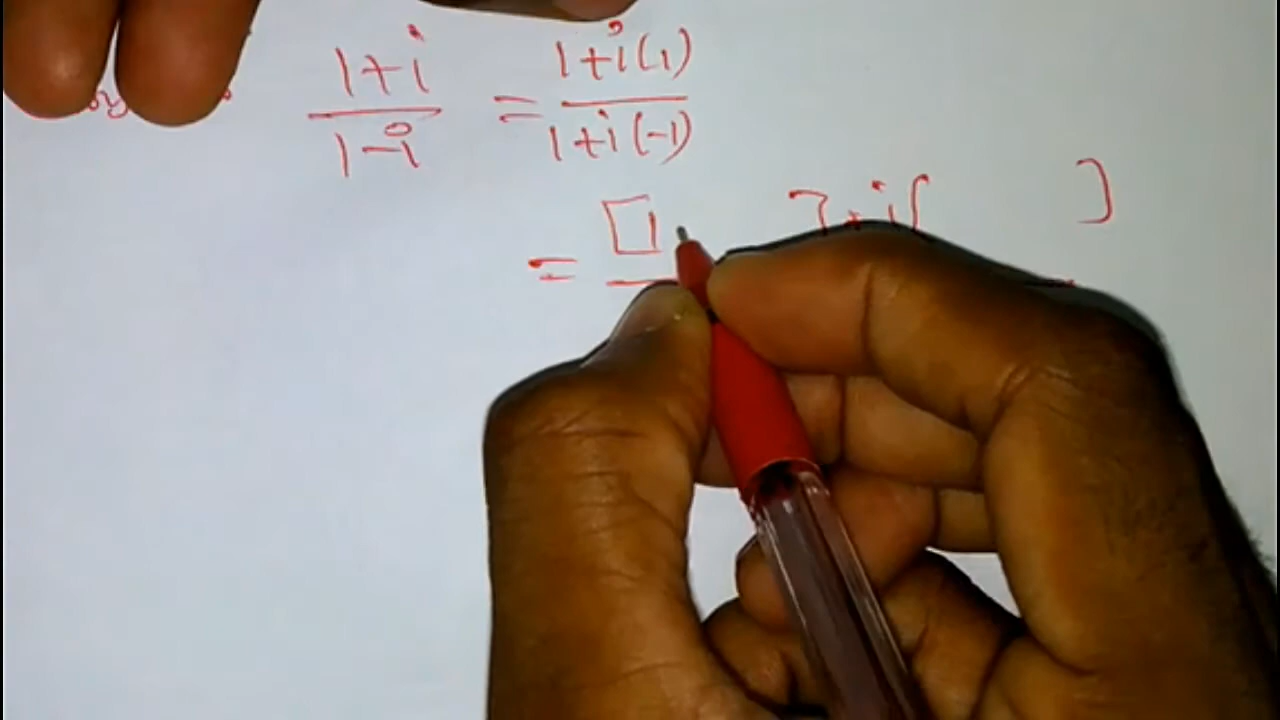 (1+i)/(1-i) = (1+i(1))/(1+i(-1))
= [1 ] + i[ ]